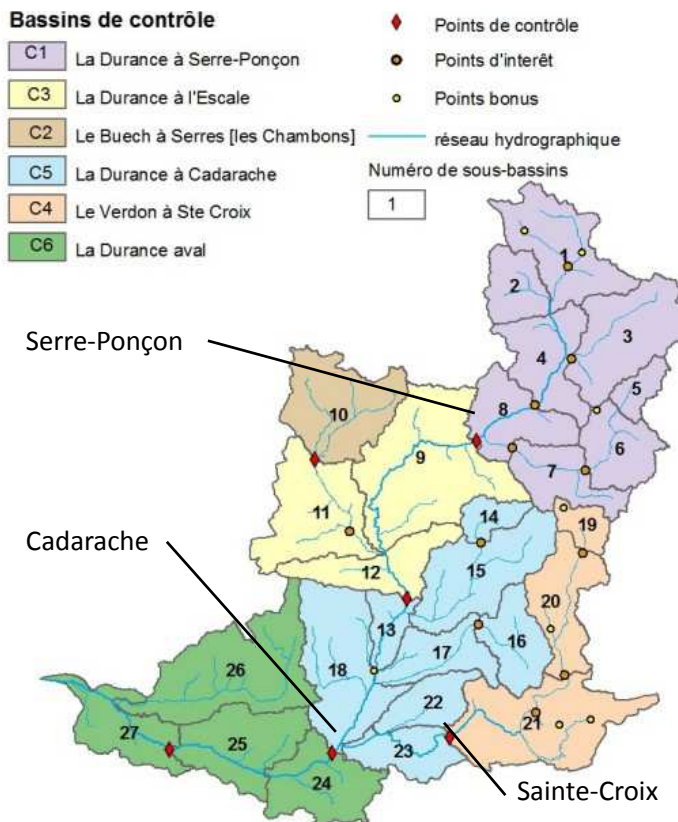 Bassins de contrôle
C1 La Durance à Serre-Ponçon
C3 La Durance à l'Escale
C2 Le Buech à Serres [les Chambons]
C5 La Durance à Cadarache
C4 Le Verdon à Ste Croix
C6 La Durance aval
Points de contrôle
Points d'interêt
Points bonus
réseau hydrographique
Numéro de sous-bassins
1
1
2
3
Serre-Ponçon
4
5
10
8
6
9
7
11
14
19
Cadarache
15
12
20
13
16
17
18
26
22
21
27
25
23
24
Sainte-Croix